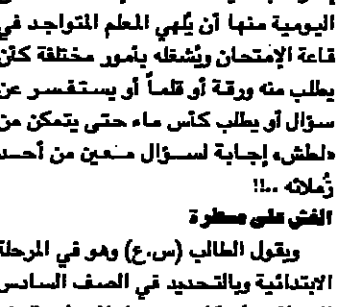 اليومية منها أن يُلهي المعلم المتواجد في
قاعة الإمتحان ويُشغله بأمور مختلفة كأن
يطلب منه ورقة أو قلماً أو يستفسر عن
سؤال أو يطلب كأس ماء حتى يتمكن من
«لطش» إجابة لسؤال معين من أحد
زُملائه ..!!
الغش على مسطرة
ويقول الطالب (س.ع) وهو في المرحلة
الابتدائية وبالتحديد في الصف السادس